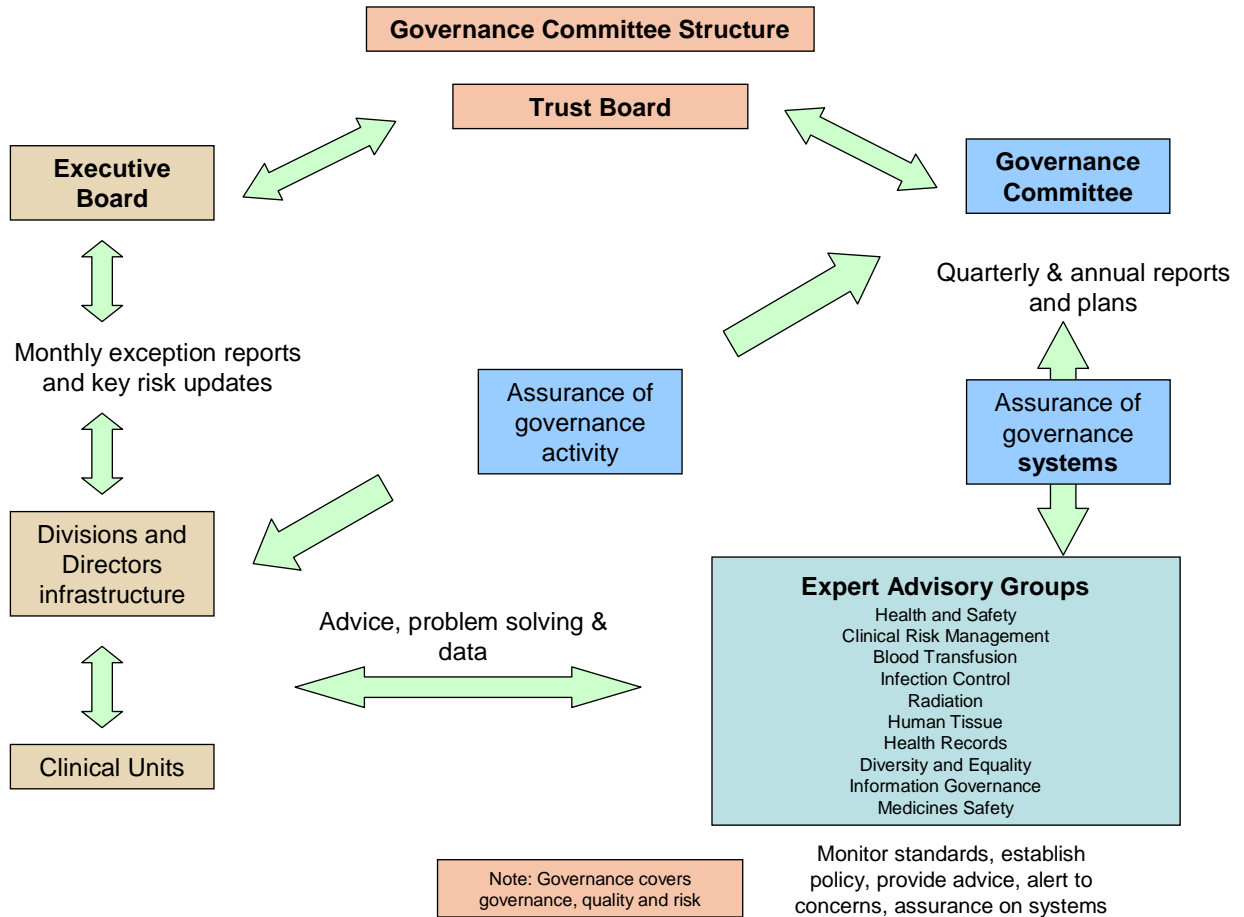 Governance Committee Structure
Trust Board
Executive
Board
Governance
Committee
Quarterly & annual reports
and plans
Monthly exception reports
and key risk updates
Assurance of
governance
activity
Assurance of
governance
systems
Divisions and
Directors
infrastructure
Advice, problem solving &
data
Expert Advisory Groups
Health and Safety
Clinical Risk Management
Blood Transfusion
Infection Control
Radiation
Human Tissue
Health Records
Diversity and Equality
Information Governance
Medicines Safety
Clinical Units
Monitor standards, establish
policy, provide advice, alert to
concerns, assurance on systems
Note: Governance covers
governance, quality and risk